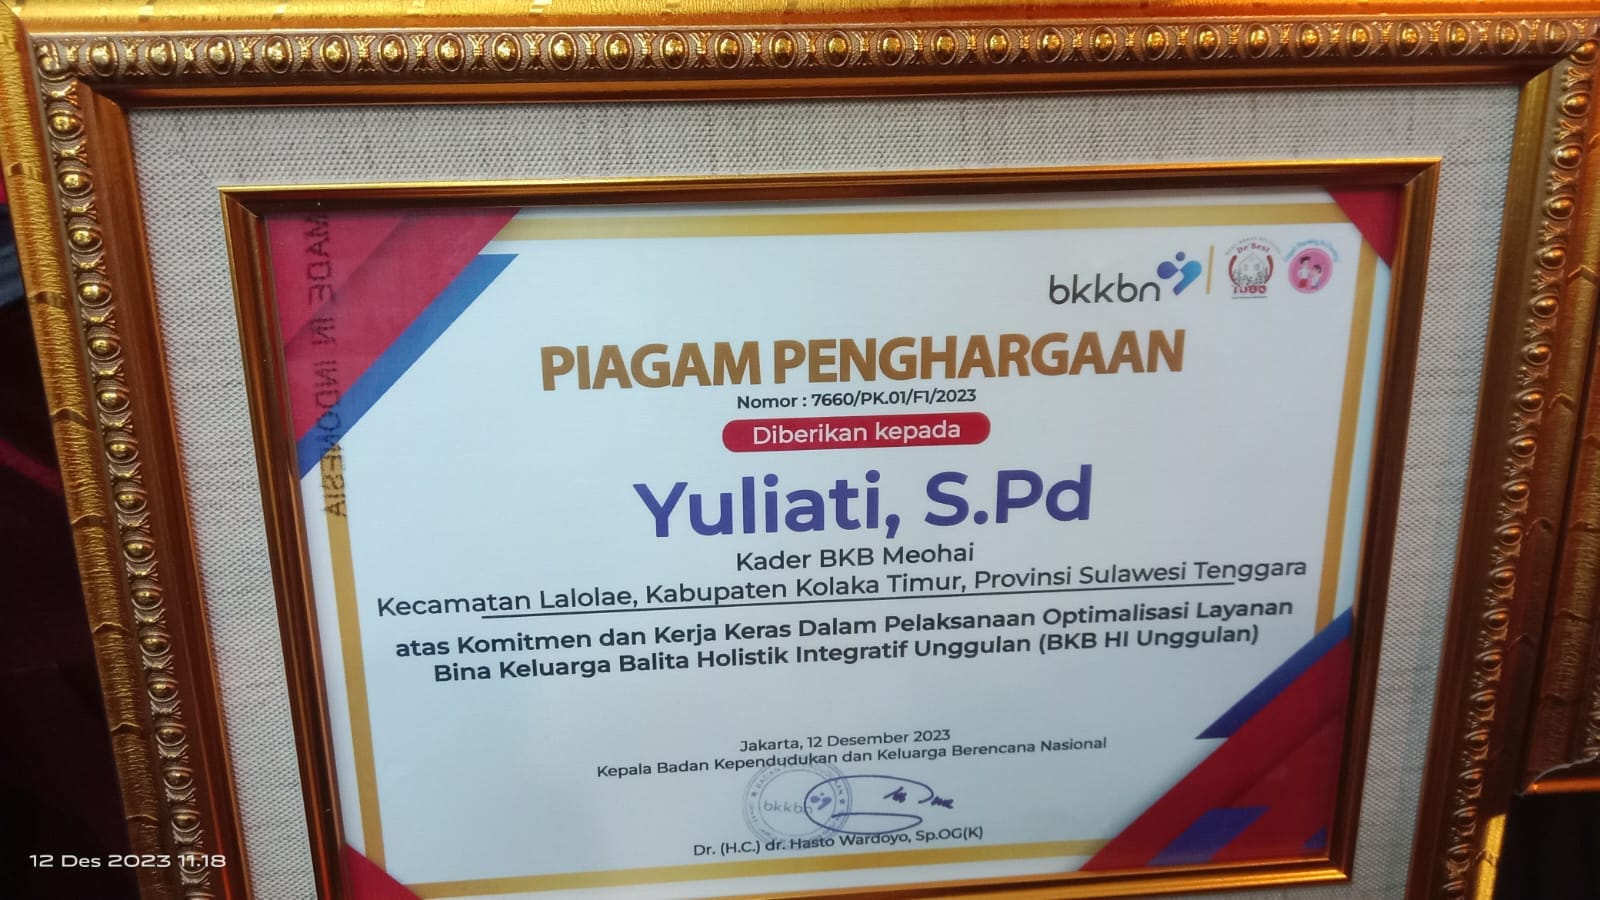 bkkbn
De'Best
MADE IN INDONESIA
PIAGAM PENGHARGAAN
Nomor : 7660/PK.01/F1/2023
Diberikan kepada
Yuliati, S.Pd
Kader BKB Meohai
Kecamatan Lalolae, Kabupaten Kolaka Timur, Provinsi Sulawesi Tenggara
atas Komitmen dan Kerja Keras Dalam Pelaksanaan Optimalisasi Layanan
Bina Keluarga Balita Holistik Integratif Unggulan (BKB HI Unggulan)
Jakarta, 12 Desember 2023
Kepala Badan Kependudukan dan Keluarga Berencana Nasional
bkkbn
Dr. (H.C.) dr. Hasto Wardoyo, Sp.OG(K)
12 Des 2023 11.18